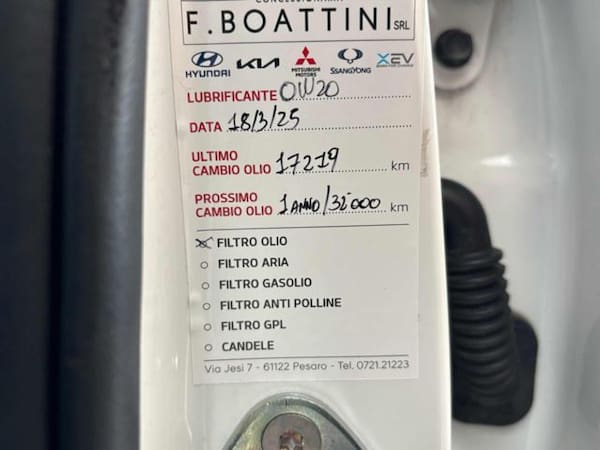 F. BOATTINI SRL
HYUNDAI KIA MITSUBISHI MOTORS SSANGYONG XEV
LUBRIFICANTE 0W20
DATA 18/3/25
ULTIMO
CAMBIO OLIO 17219 km
PROSSIMO
CAMBIO OLIO 1 ANNO/32'000 km
FILTRO OLIO
FILTRO ARIA
FILTRO GASOLIO
FILTRO ANTI POLLINE
FILTRO GPL
CANDELE
Via Jesi 7 - 61122 Pesaro - Tel. 0721.21223